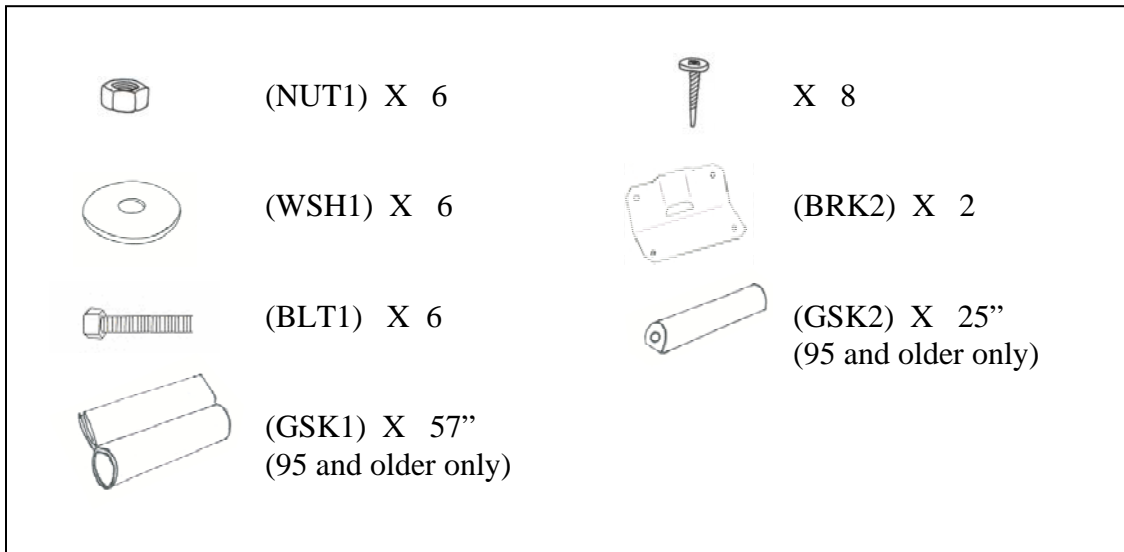 (NUT1) X 6
X 8
(WSH1) X 6
(BRK2) X 2
(BLT1) X 6
(GSK2) X 25”
(95 and older only)
(GSK1) X 57”
(95 and older only)